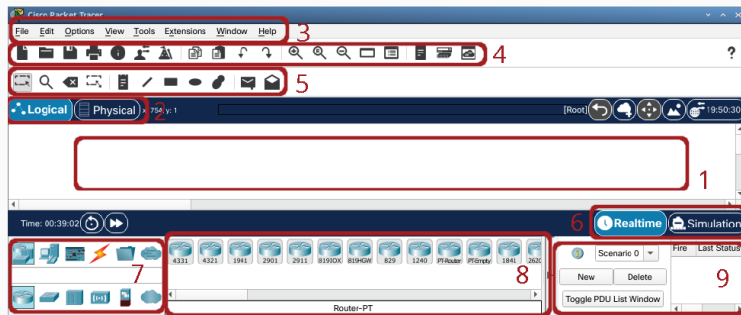 Cisco Packet Tracer
File Edit Options View Tools Extensions Window Help
3
4
?
5
Logical Physical 2 x: 754, y: 1 [Root] 19:50:30
1
Time: 00:39:02 6 Realtime Simulation
7
4331 4321 1941 2901 2911 819IOX 819HGW 829 1240 PT-Router PT-Empty 1841 2620
8
Router-PT
Scenario 0 Fire Last Status
New Delete
Toggle PDU List Window
9